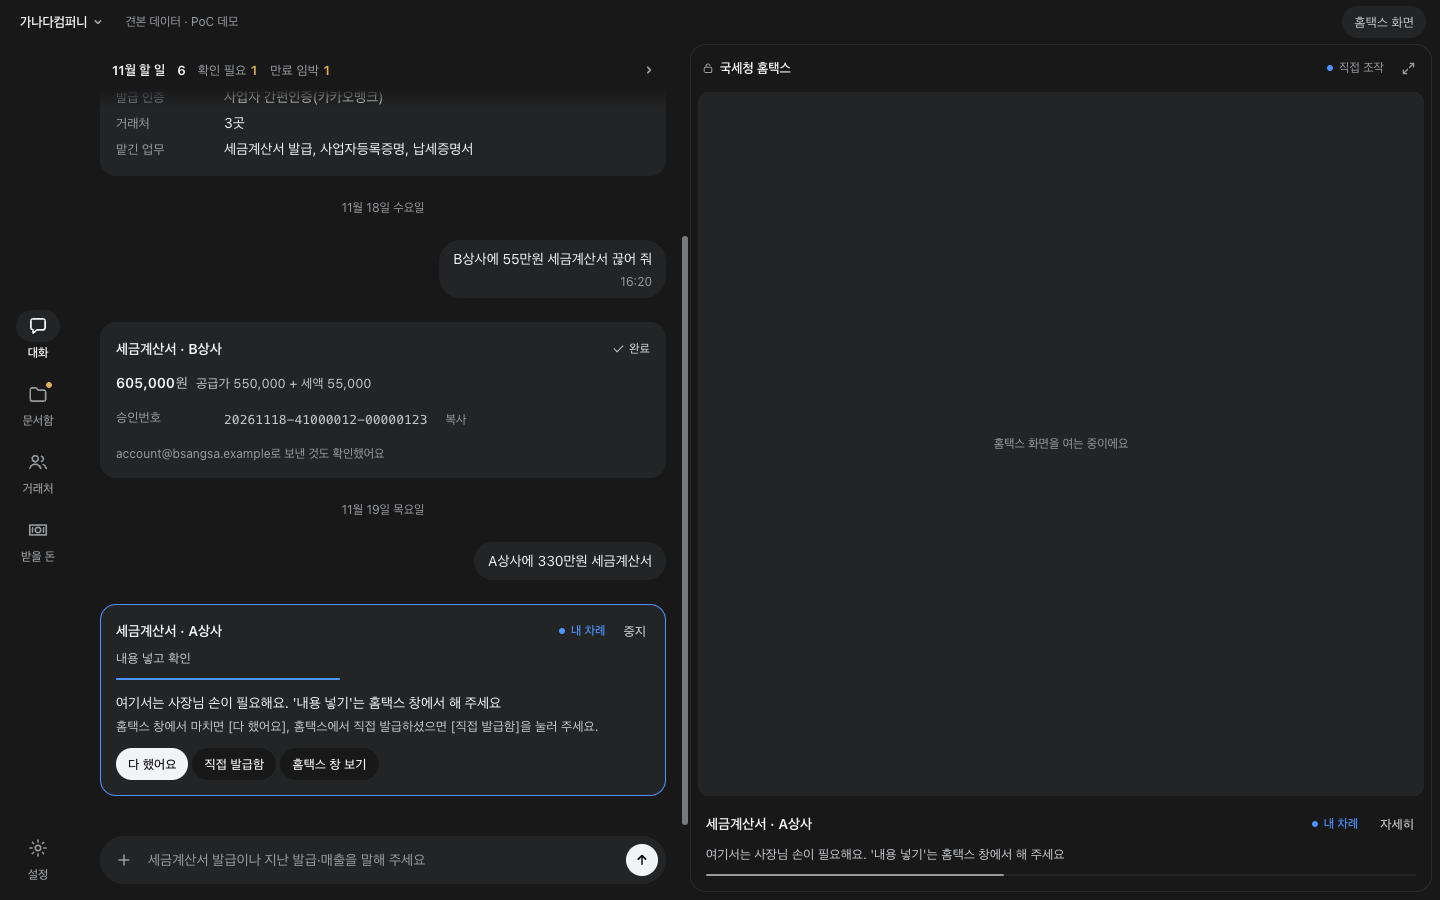 가나다컴퍼니
견본 데이터 · PoC 데모
홈택스 화면
11월 할 일 6 확인 필요 1 만료 임박 1
발급 인증 사업자 간편인증(카카오뱅크)
거래처 3곳
맡긴 업무 세금계산서 발급, 사업자등록증명, 납세증명서
11월 18일 수요일
B상사에 55만원 세금계산서 끊어 줘
16:20
세금계산서 · B상사 완료
605,000원 공급가 550,000 + 세액 55,000
승인번호 20261118-41000012-00000123 복사
account@bsangsa.example로 보낸 것도 확인했어요
11월 19일 목요일
A상사에 330만원 세금계산서
세금계산서 · A상사 내 차례 중지
내용 넣고 확인
여기서는 사장님 손이 필요해요. '내용 넣기'는 홈택스 창에서 해 주세요
홈택스 창에서 마치면 [다 했어요], 홈택스에서 직접 발급하셨으면 [직접 발급함]을 눌러 주세요.
다 했어요 직접 발급함 홈택스 창 보기
세금계산서 발급이나 지난 발급·매출을 말해 주세요
대화
문서함
거래처
받을 돈
설정
국세청 홈택스 직접 조작
홈택스 화면을 여는 중이에요
세금계산서 · A상사 내 차례 자세히
여기서는 사장님 손이 필요해요. '내용 넣기'는 홈택스 창에서 해 주세요